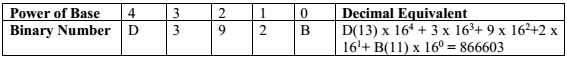 Power of Base 4 3 2 1 0 Decimal Equivalent
Binary Number D 3 9 2 B D(13) x 16⁴ + 3 x 16³+ 9 x 16²+2 x
16¹+ B(11) x 16⁰ = 866603